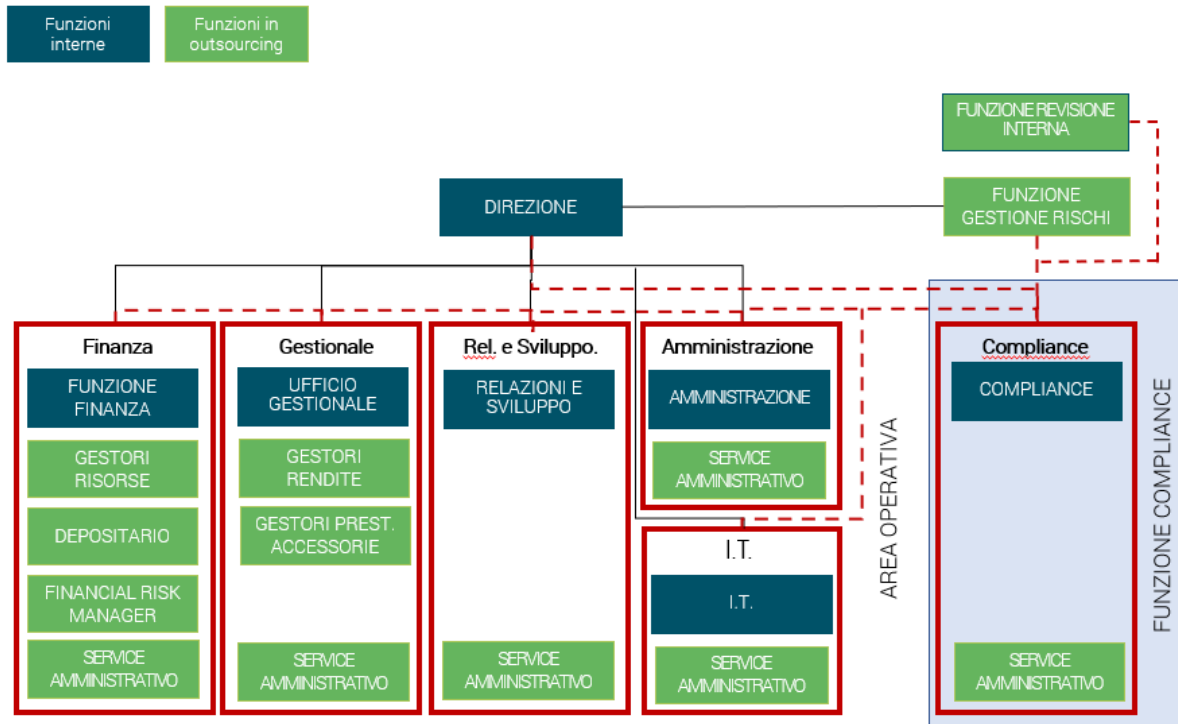 Funzioni
interne
Funzioni in
outsourcing
FUNZIONE REVISIONE
INTERNA
DIREZIONE
FUNZIONE
GESTIONE RISCHI
Finanza
FUNZIONE
FINANZA
GESTORI
RISORSE
DEPOSITARIO
FINANCIAL RISK
MANAGER
SERVICE
AMMINISTRATIVO
Gestionale
UFFICIO
GESTIONALE
GESTORI
RENDITE
GESTORI PREST.
ACCESSORIE
SERVICE
AMMINISTRATIVO
Rel. e Sviluppo.
RELAZIONI E
SVILUPPO
SERVICE
AMMINISTRATIVO
Amministrazione
AMMINISTRAZIONE
SERVICE
AMMINISTRATIVO
I.T.
I.T.
SERVICE
AMMINISTRATIVO
AREA OPERATIVA
Compliance
COMPLIANCE
SERVICE
AMMINISTRATIVO
FUNZIONE COMPLIANCE